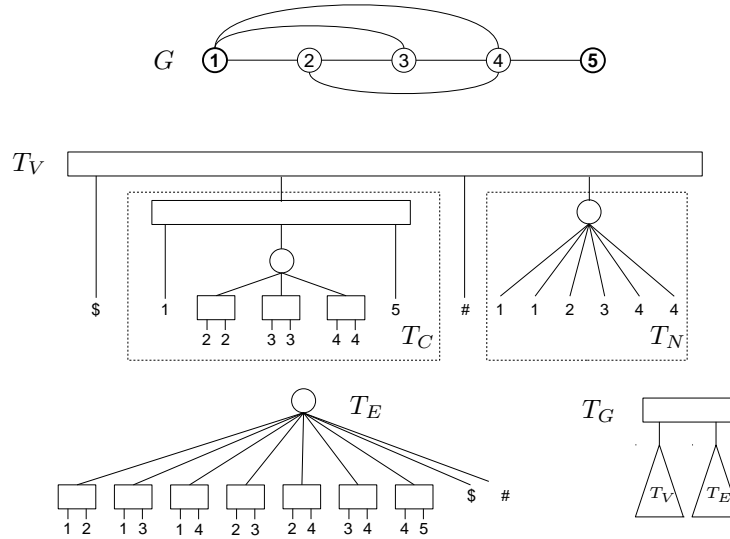 G 1 2 3 4 5
T_V
$ 1 5 # 1 1 2 3 4 4
2 2 3 3 4 4 T_C T_N
T_E T_G
T_V T_E
$ #
1 2 1 3 1 4 2 3 2 4 3 4 4 5